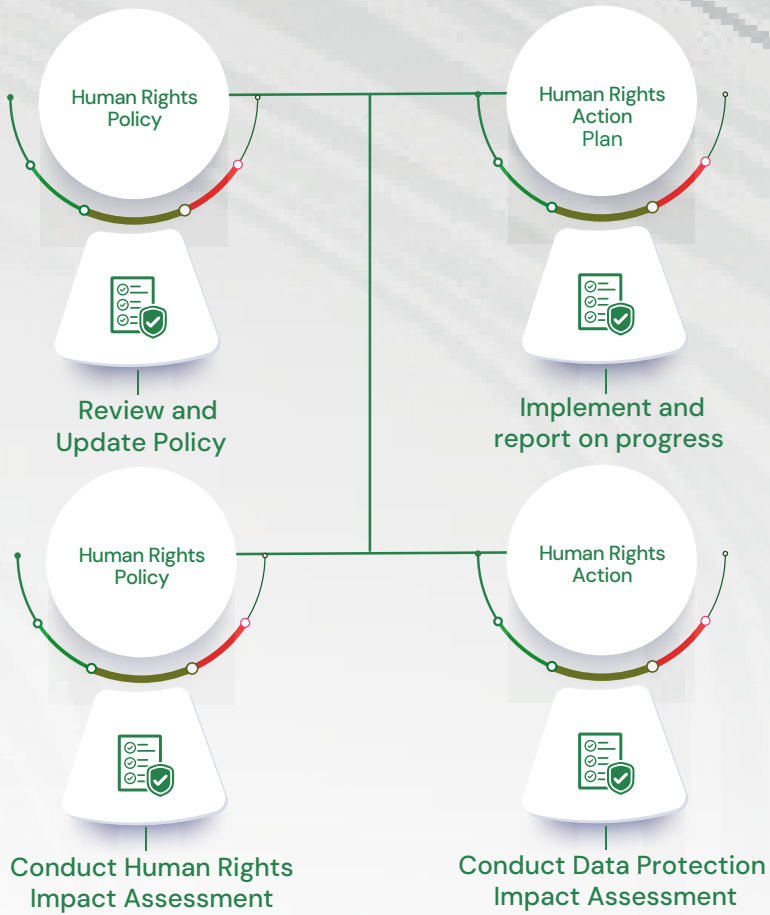 Human Rights
Policy
Human Rights
Action
Plan
Review and
Update Policy
Implement and
report on progress
Human Rights
Policy
Human Rights
Action
Conduct Human Rights
Impact Assessment
Conduct Data Protection
Impact Assessment